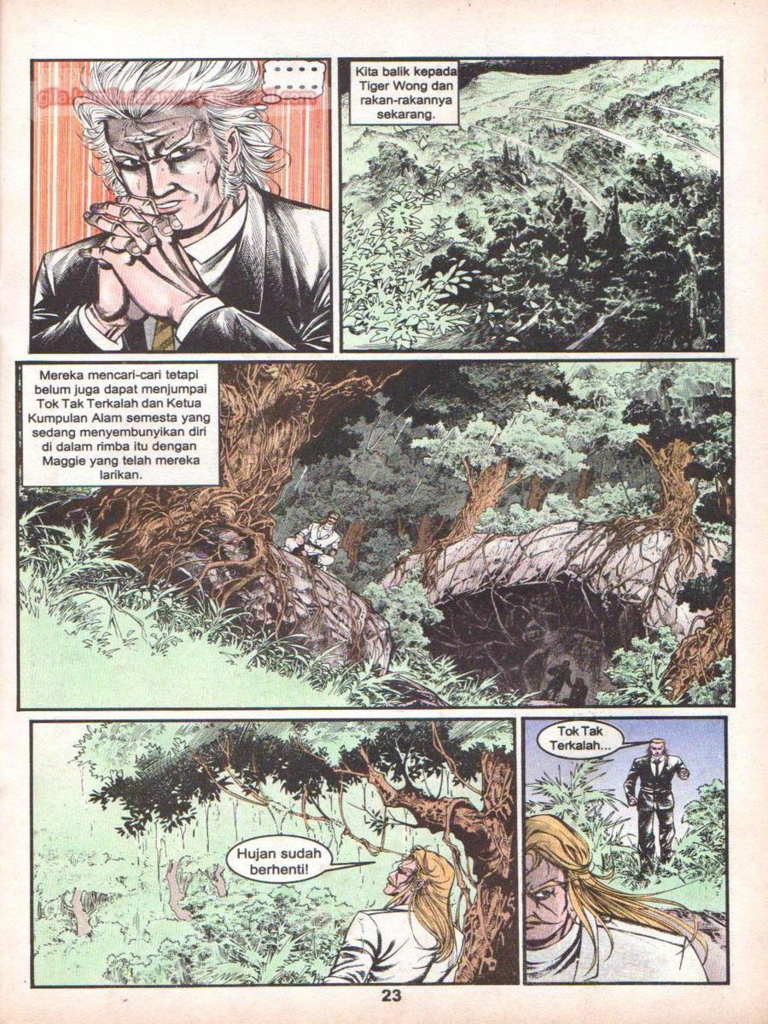 Kita balik kepada
Tiger Wong dan
rakan-rakannya
sekarang.
Mereka mencari-cari tetapi
belum juga dapat menjumpai
Tok Tak Terkalah dan Ketua
Kumpulan Alam semesta yang
sedang menyembunyikan diri
di dalam rimba itu dengan
Maggie yang telah mereka
larikan.
Hujan sudah
berhenti!
Tok Tak
Terkalah...
23